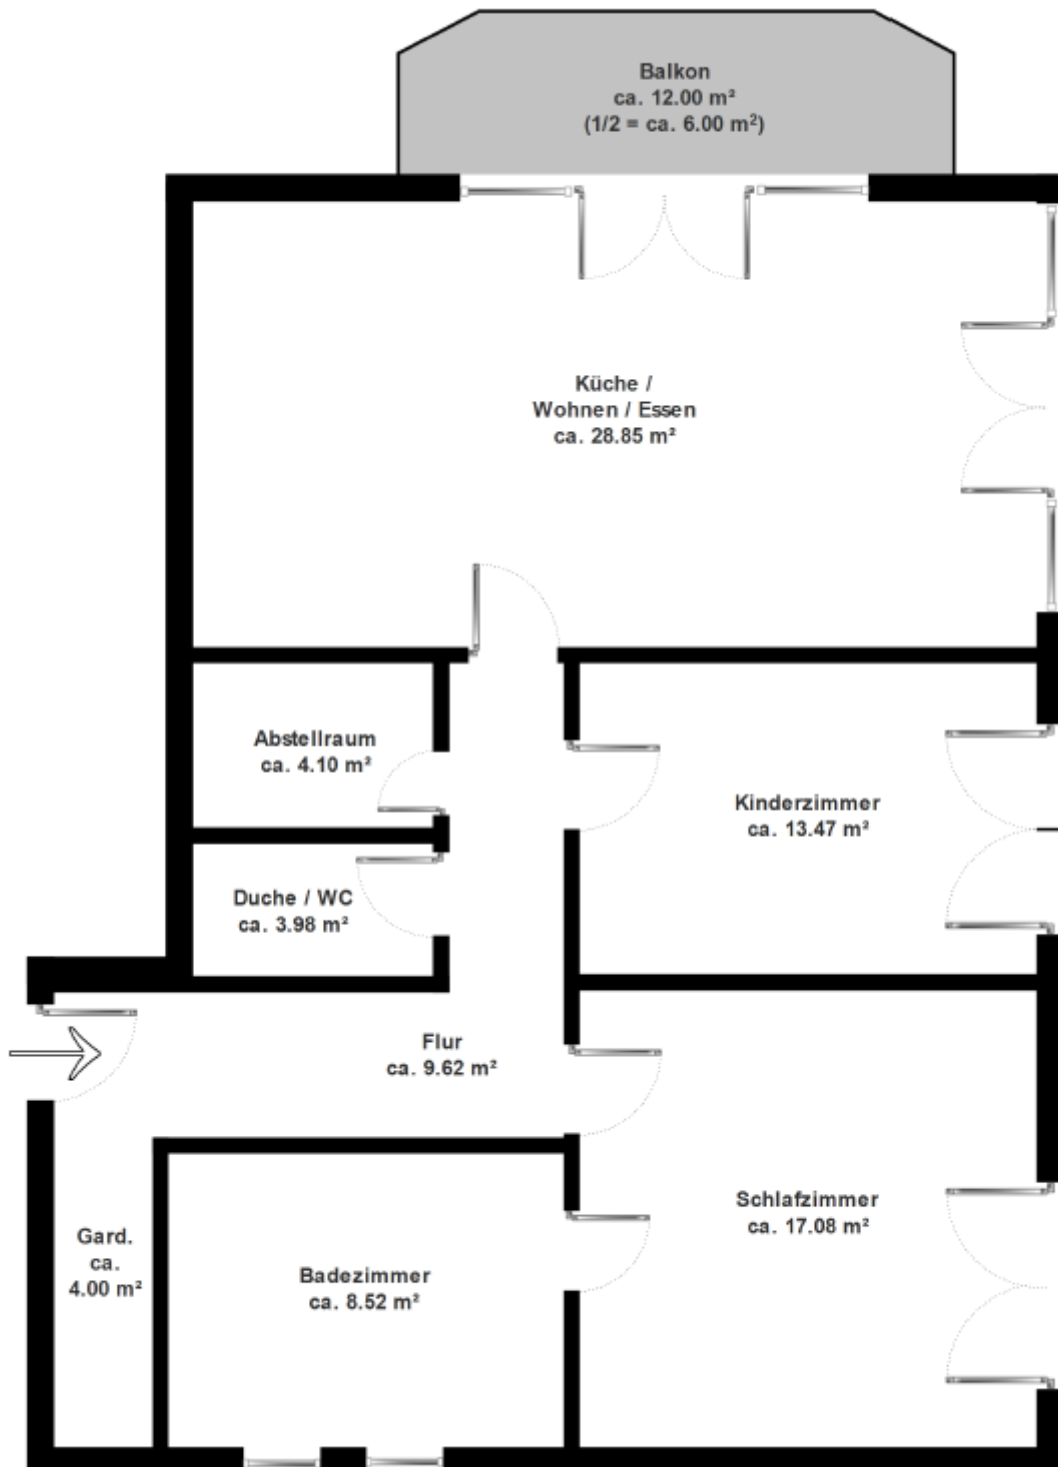 Balkon
ca. 12.00 m²
(1/2 = ca. 6.00 m²)
Küche /
Wohnen / Essen
ca. 28.85 m²
Abstellraum
ca. 4.10 m²
Kinderzimmer
ca. 13.47 m²
Duche / WC
ca. 3.98 m²
Flur
ca. 9.62 m²
Schlafzimmer
ca. 17.08 m²
Gard.
ca.
4.00 m²
Badezimmer
ca. 8.52 m²